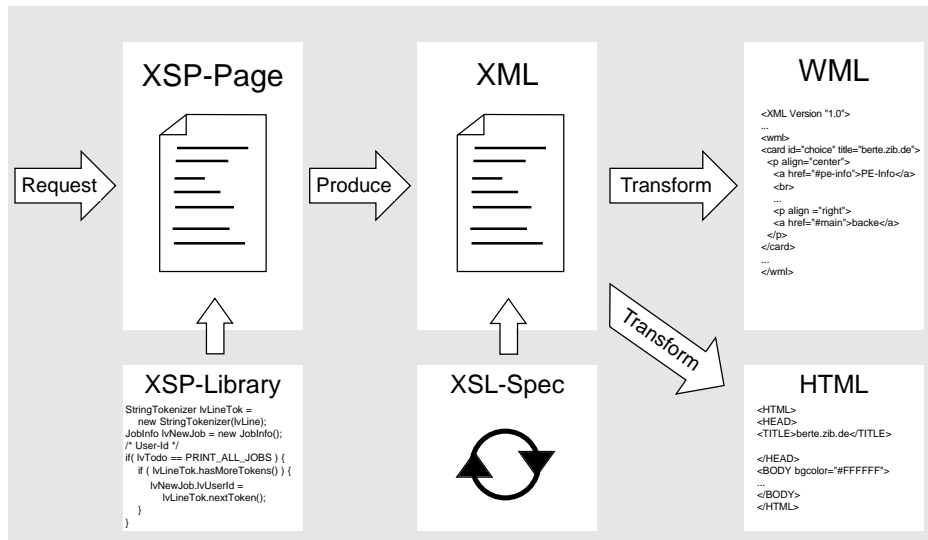 Request
XSP-Page
Produce
XML
Transform
WML
<XML Version "1.0">
...
<wml>
<card id="choice" title="berte.zib.de">
<p align="center">
<a href="#pe-info">PE-Info</a>
<br>
...
<p align ="right">
<a href="#main">backe</a>
</p>
</card>
...
</wml>
Transform
XSP-Library
StringTokenizer lvLineTok =
new StringTokenizer(lvLine);
JobInfo lvNewJob = new JobInfo();
/* User-Id */
if( lvTodo == PRINT_ALL_JOBS ) {
if ( lvLineTok.hasMoreTokens() ) {
lvNewJob.lvUserId =
lvLineTok.nextToken();
}
}
XSL-Spec
HTML
<HTML>
<HEAD>
<TITLE>berte.zib.de</TITLE>
</HEAD>
<BODY bgcolor="#FFFFFF">
...
</BODY>
</HTML>